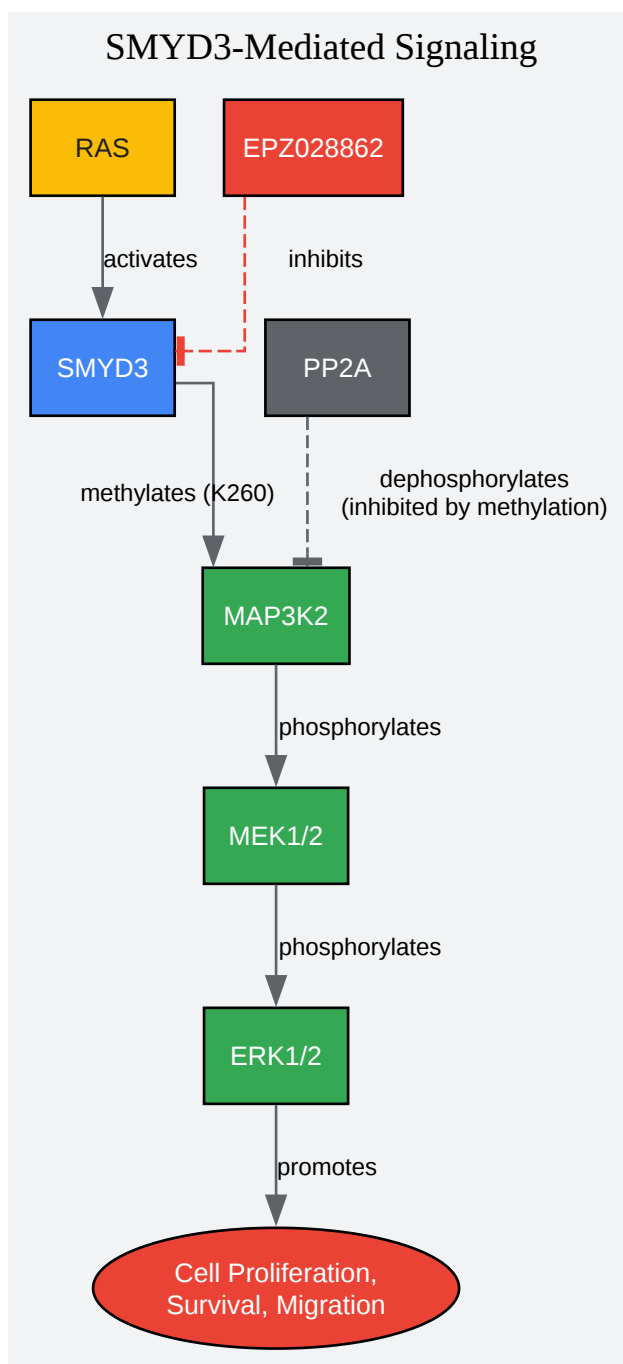 SMYD3-Mediated Signaling
RAS
EPZ028862
activates
inhibits
SMYD3
PP2A
methylates (K260)
dephosphorylates
(inhibited by methylation)
MAP3K2
phosphorylates
MEK1/2
phosphorylates
ERK1/2
promotes
Cell Proliferation,
Survival, Migration